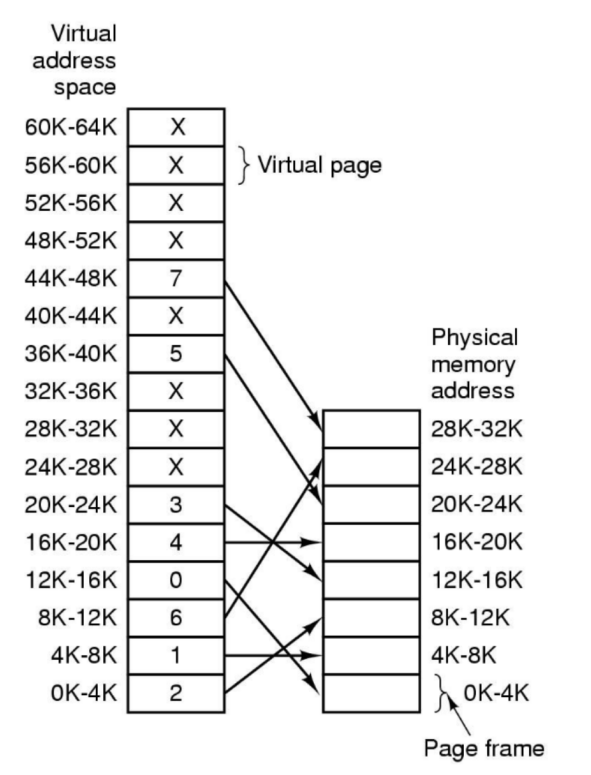 Virtual
address
space
60K-64K X
56K-60K X Virtual page
52K-56K X
48K-52K X
44K-48K 7
40K-44K X
36K-40K 5
32K-36K X
28K-32K X
24K-28K X
20K-24K 3
16K-20K 4
12K-16K 0
8K-12K 6
4K-8K 1
0K-4K 2
Physical
memory
address
28K-32K
24K-28K
20K-24K
16K-20K
12K-16K
8K-12K
4K-8K
0K-4K
Page frame